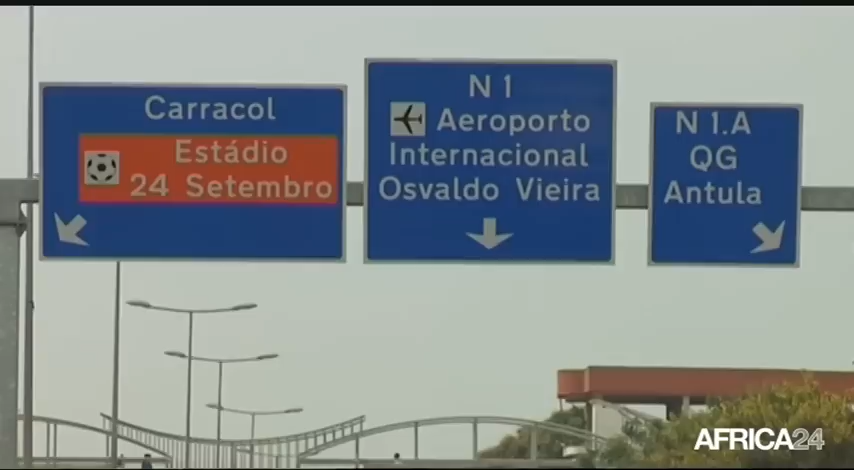 Carracol
Estádio
24 Setembro
N 1
Aeroporto
Internacional
Osvaldo Vieira
N 1.A
QG
Antula
AFRICA24